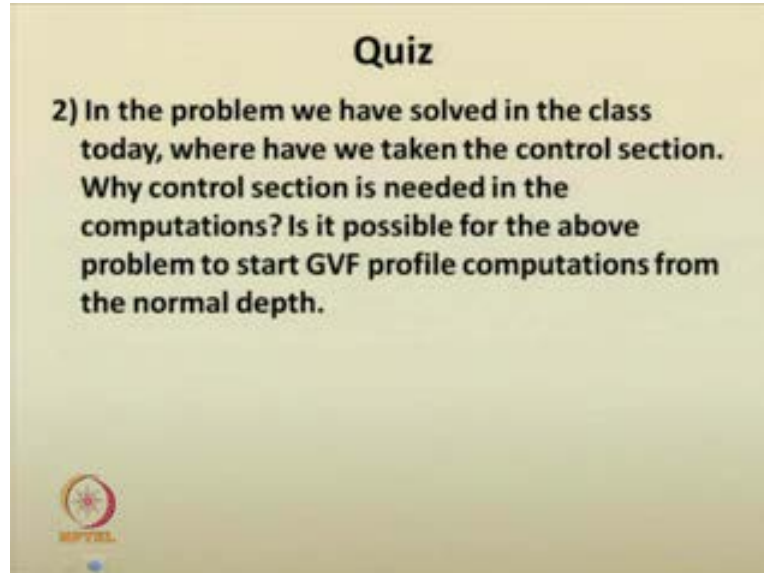 Quiz
2) In the problem we have solved in the class
today, where have we taken the control section.
Why control section is needed in the
computations? Is it possible for the above
problem to start GVF profile computations from
the normal depth.
NPTEL